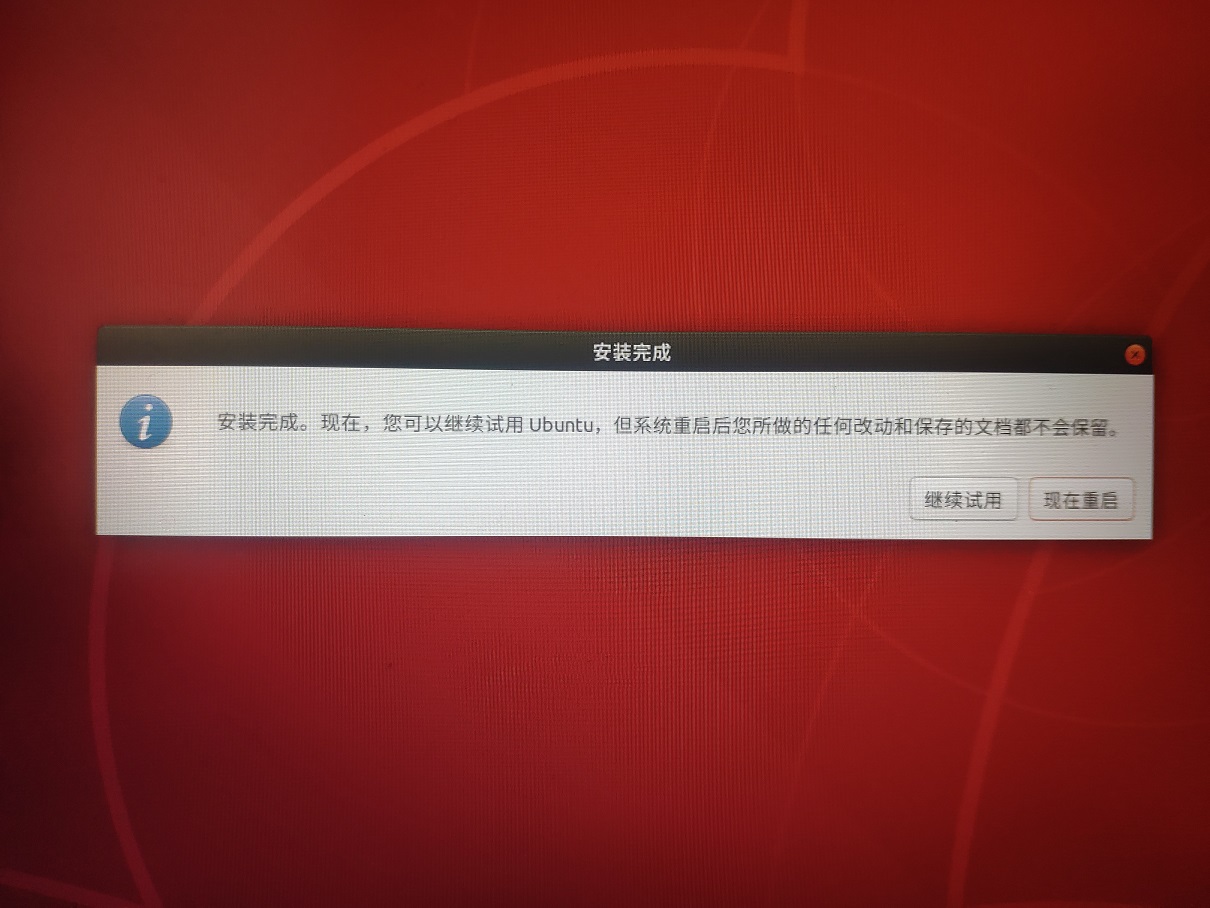 安装完成
安装完成。现在，您可以继续试用 Ubuntu，但系统重启后您所做的任何改动和保存的文档都不会保留。
继续试用 现在重启